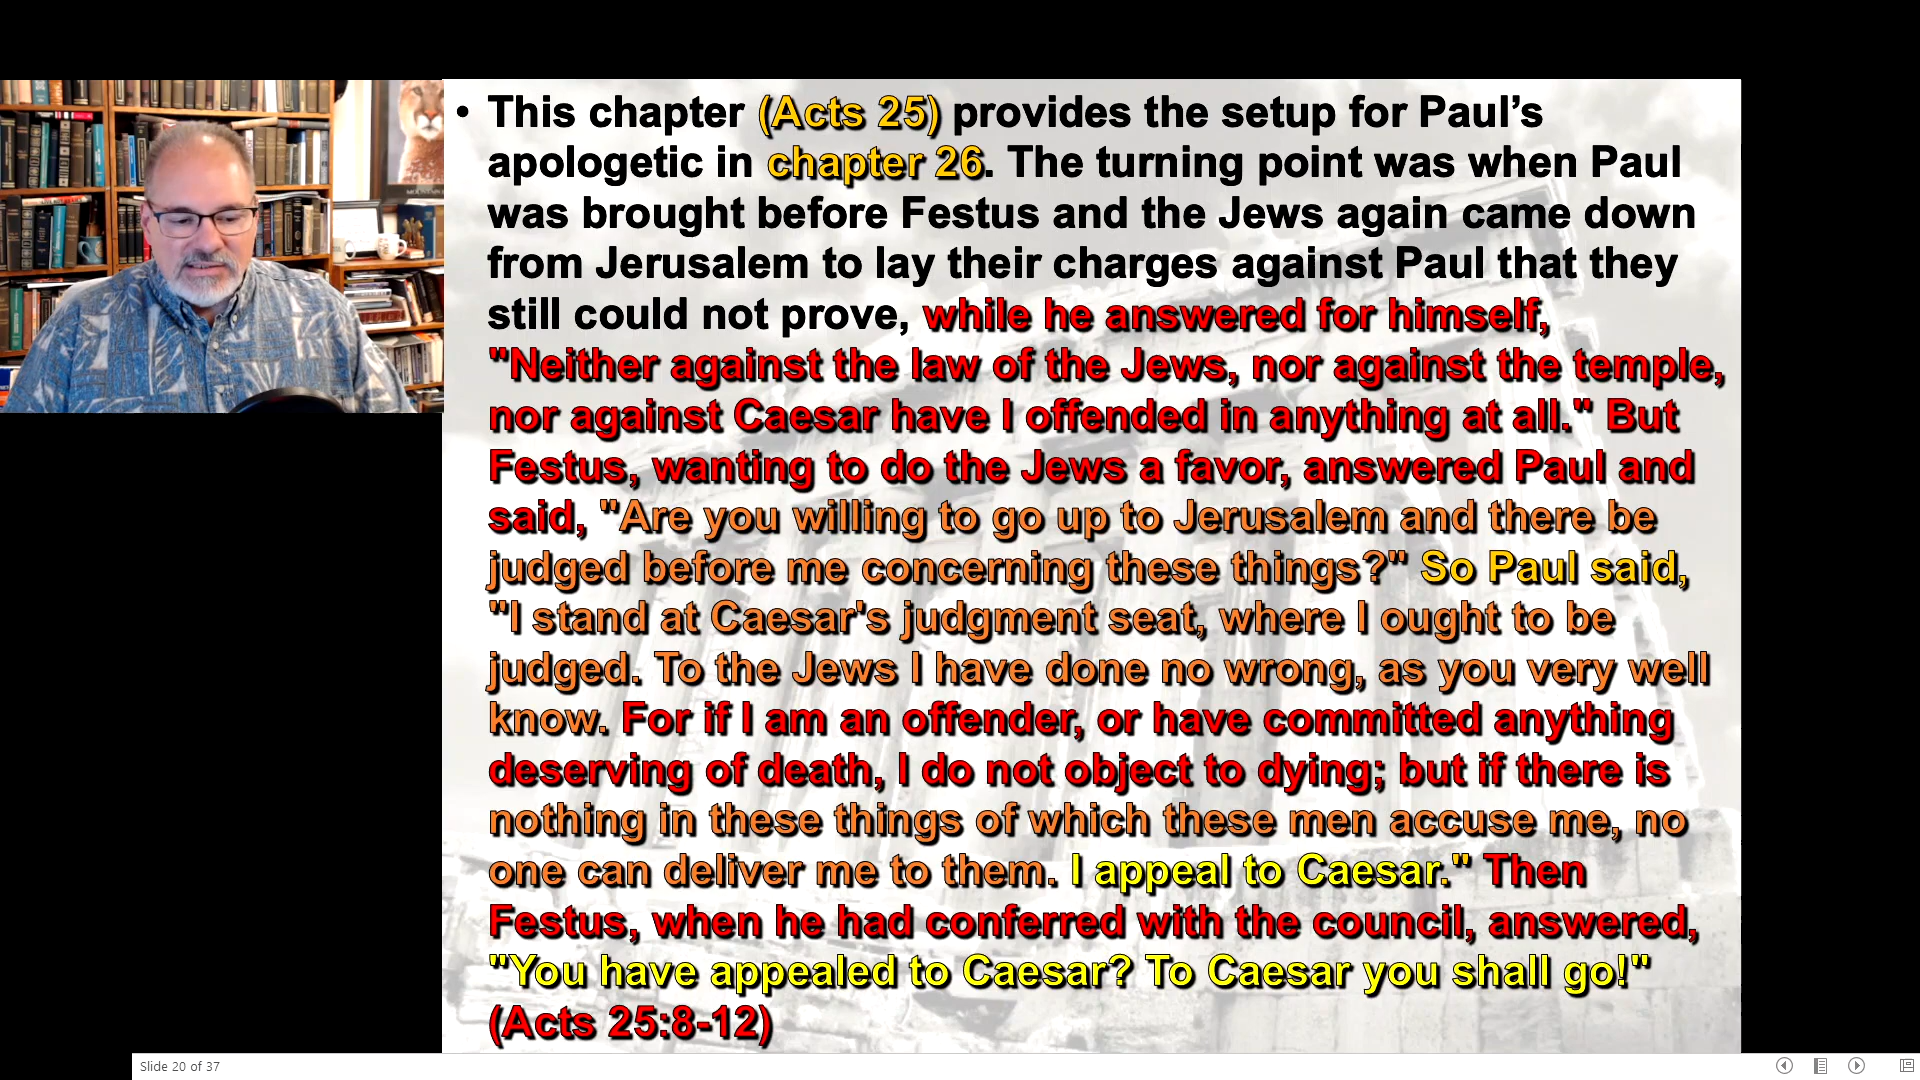 • This chapter (Acts 25) provides the setup for Paul’s
apologetic in chapter 26. The turning point was when Paul
was brought before Festus and the Jews again came down
from Jerusalem to lay their charges against Paul that they
still could not prove, while he answered for himself,
"Neither against the law of the Jews, nor against the temple,
nor against Caesar have I offended in anything at all." But
Festus, wanting to do the Jews a favor, answered Paul and
said, "Are you willing to go up to Jerusalem and there be
judged before me concerning these things?" So Paul said,
"I stand at Caesar's judgment seat, where I ought to be
judged. To the Jews I have done no wrong, as you very well
know. For if I am an offender, or have committed anything
deserving of death, I do not object to dying; but if there is
nothing in these things of which these men accuse me, no
one can deliver me to them. I appeal to Caesar." Then
Festus, when he had conferred with the council, answered,
"You have appealed to Caesar? To Caesar you shall go!"
(Acts 25:8-12)
Slide 20 of 37